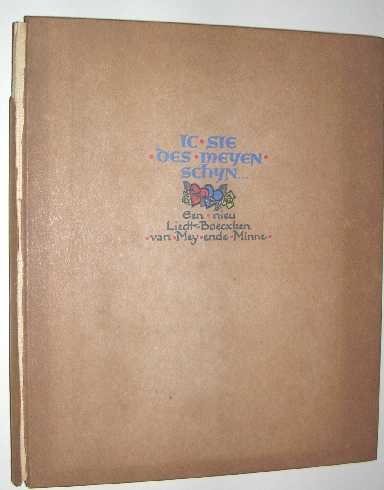 IC • SIE
• DES • MEYEN •
SCHYN...
Een • nieu
Liedt-Boecxken
• van • Mey • ende • Minne •